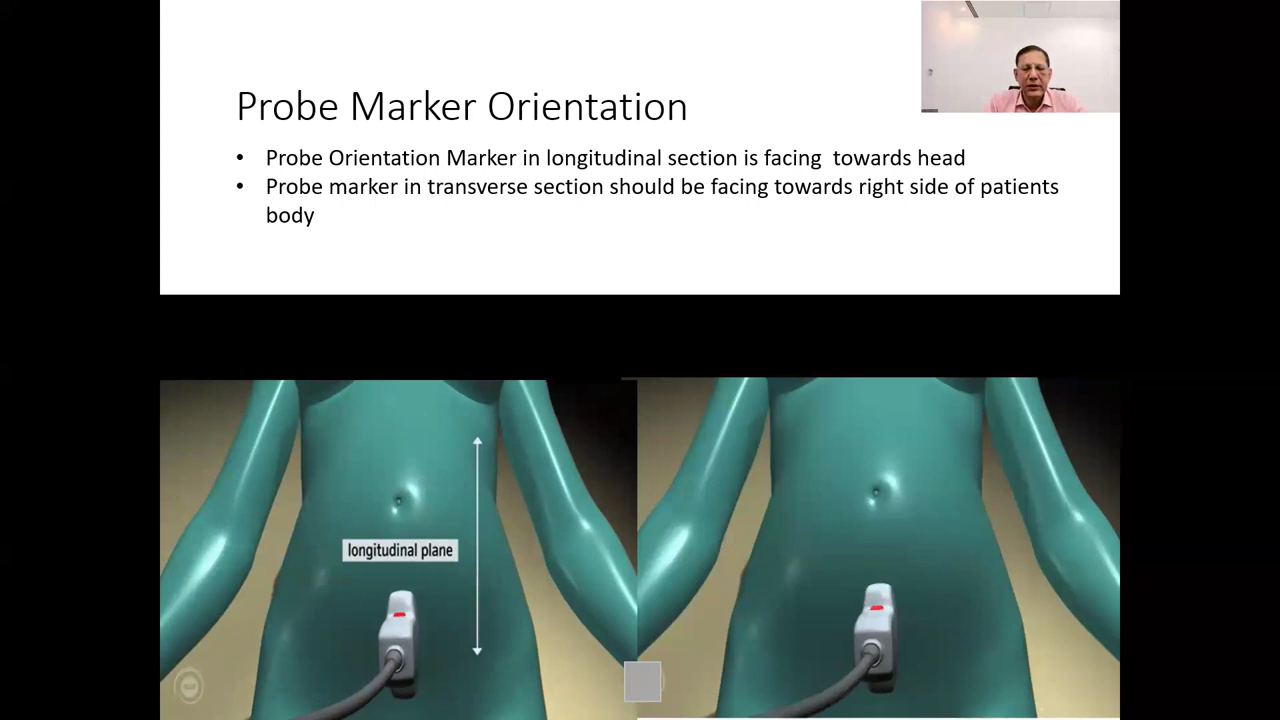 Probe Marker Orientation
• Probe Orientation Marker in longitudinal section is facing towards head
• Probe marker in transverse section should be facing towards right side of patients
body
longitudinal plane